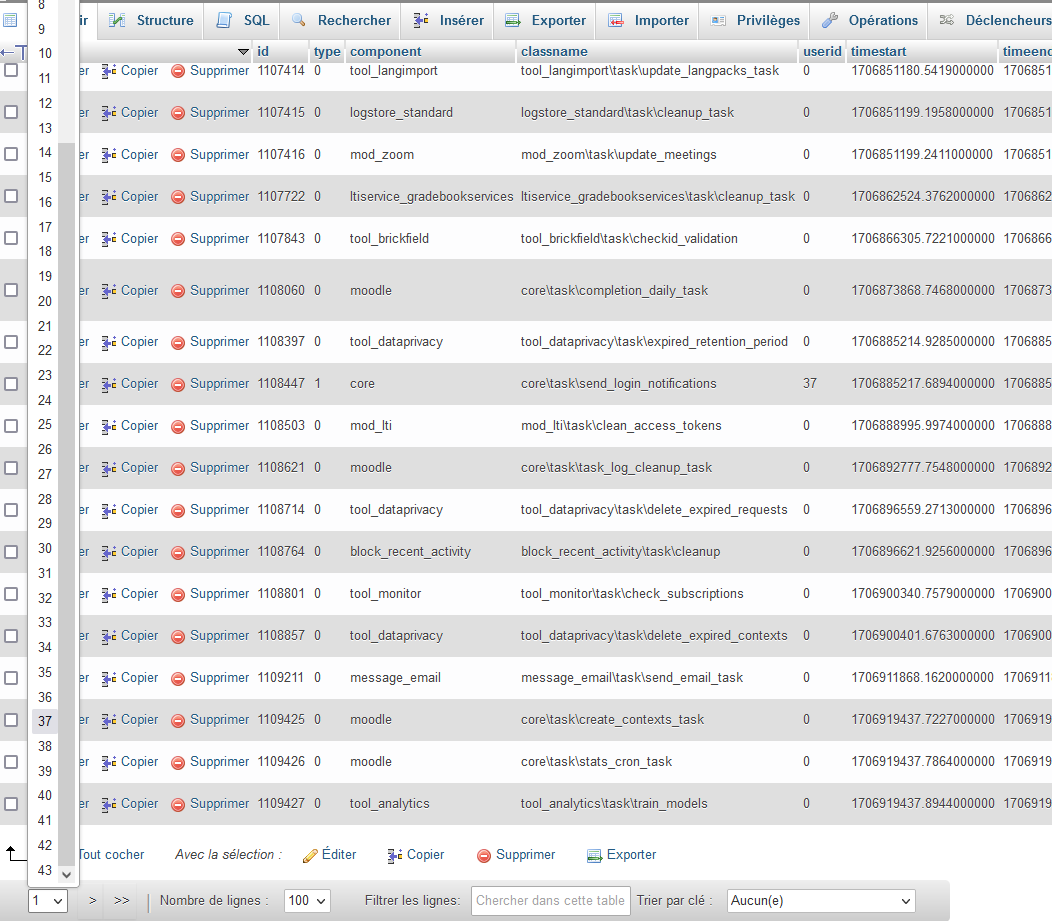 ir Structure SQL Rechercher Insérer Exporter Importer Privilèges Opérations Déclencheurs
id type component classname userid timestart timeend
er Copier Supprimer 1107414 0 tool_langimport tool_langimport\task\update_langpacks_task 0 1706851180.5419000000 1706851
er Copier Supprimer 1107415 0 logstore_standard logstore_standard\task\cleanup_task 0 1706851199.1958000000 1706851
er Copier Supprimer 1107416 0 mod_zoom mod_zoom\task\update_meetings 0 1706851199.2411000000 1706851
er Copier Supprimer 1107722 0 ltiservice_gradebookservices ltiservice_gradebookservices\task\cleanup_task 0 1706862524.3762000000 1706862
er Copier Supprimer 1107843 0 tool_brickfield tool_brickfield\task\checkid_validation 0 1706866305.7221000000 1706866
er Copier Supprimer 1108060 0 moodle core\task\completion_daily_task 0 1706873868.7468000000 1706873
er Copier Supprimer 1108397 0 tool_dataprivacy tool_dataprivacy\task\expired_retention_period 0 1706885214.9285000000 1706885
er Copier Supprimer 1108447 1 core core\task\send_login_notifications 37 1706885217.6894000000 1706885
er Copier Supprimer 1108503 0 mod_lti mod_lti\task\clean_access_tokens 0 1706888995.9974000000 1706888
er Copier Supprimer 1108621 0 moodle core\task\task_log_cleanup_task 0 1706892777.7548000000 1706892
er Copier Supprimer 1108714 0 tool_dataprivacy tool_dataprivacy\task\delete_expired_requests 0 1706896559.2713000000 1706896
er Copier Supprimer 1108764 0 block_recent_activity block_recent_activity\task\cleanup 0 1706896621.9256000000 1706896
er Copier Supprimer 1108801 0 tool_monitor tool_monitor\task\check_subscriptions 0 1706900340.7579000000 1706900
er Copier Supprimer 1108857 0 tool_dataprivacy tool_dataprivacy\task\delete_expired_contexts 0 1706900401.6763000000 1706900
er Copier Supprimer 1109211 0 message_email message_email\task\send_email_task 0 1706911868.1620000000 1706911
er Copier Supprimer 1109425 0 moodle core\task\create_contexts_task 0 1706919437.7227000000 1706919
er Copier Supprimer 1109426 0 moodle core\task\stats_cron_task 0 1706919437.7864000000 1706919
er Copier Supprimer 1109427 0 tool_analytics tool_analytics\task\train_models 0 1706919437.8944000000 1706919
Tout cocher Avec la sélection : Éditer Copier Supprimer Exporter
8
9
10
11
12
13
14
15
16
17
18
19
20
21
22
23
24
25
26
27
28
29
30
31
32
33
34
35
36
37
38
39
40
41
42
43
1 > >> Nombre de lignes : 100 Filtrer les lignes: Chercher dans cette table Trier par clé : Aucun(e)